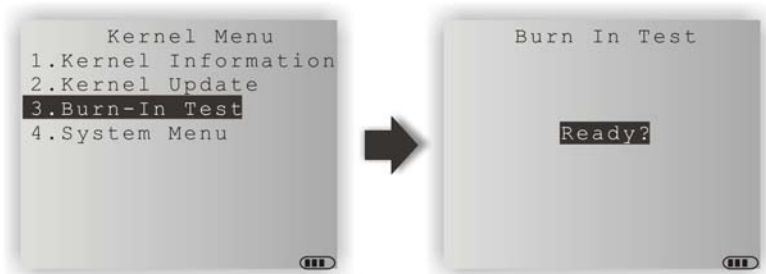 Kernel Menu
1.Kernel Information
2.Kernel Update
3.Burn-In Test
4.System Menu
Burn In Test
Ready?